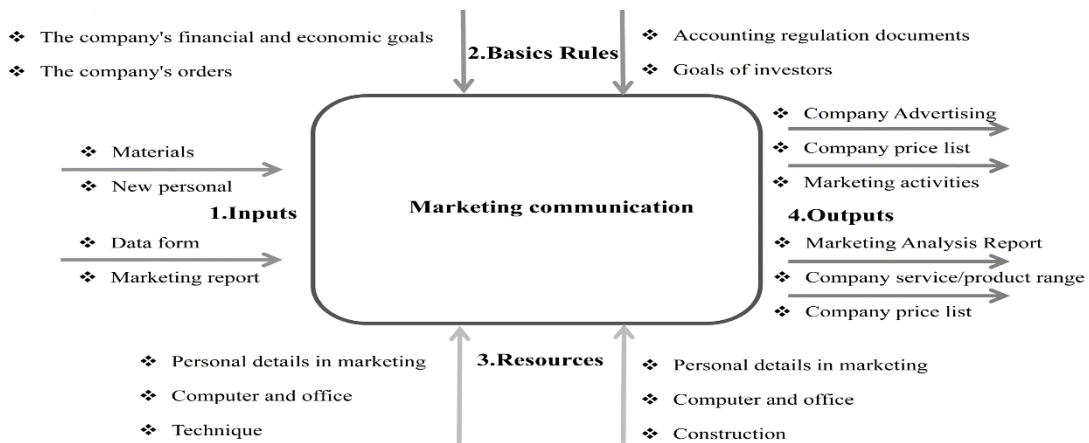 ❖ The company's financial and economic goals
❖ The company's orders
2.Basics Rules
❖ Accounting regulation documents
❖ Goals of investors
❖ Materials
❖ New personal
1.Inputs
❖ Data form
❖ Marketing report
Marketing communication
❖ Company Advertising
❖ Company price list
❖ Marketing activities
4.Outputs
❖ Marketing Analysis Report
❖ Company service/product range
❖ Company price list
❖ Personal details in marketing
❖ Computer and office
❖ Technique
3.Resources
❖ Personal details in marketing
❖ Computer and office
❖ Construction